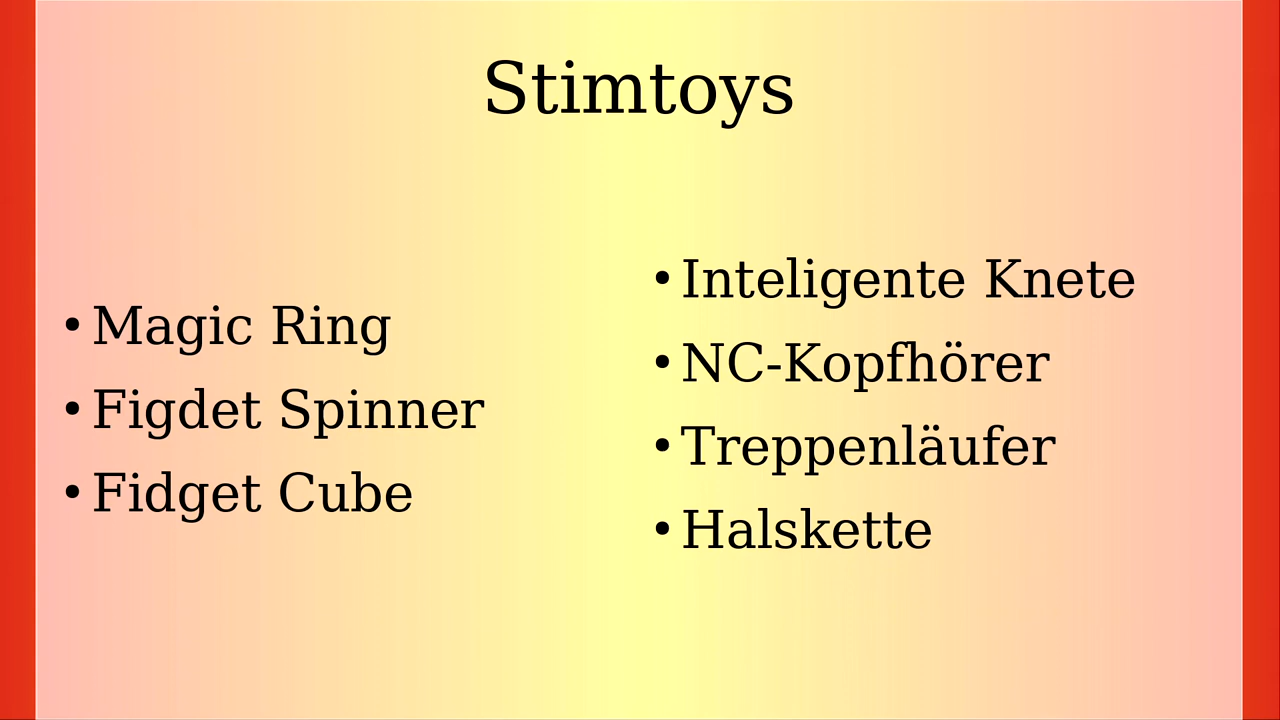 Stimtoys
• Magic Ring
• Figdet Spinner
• Fidget Cube
• Inteligente Knete
• NC-Kopfhörer
• Treppenläufer
• Halskette